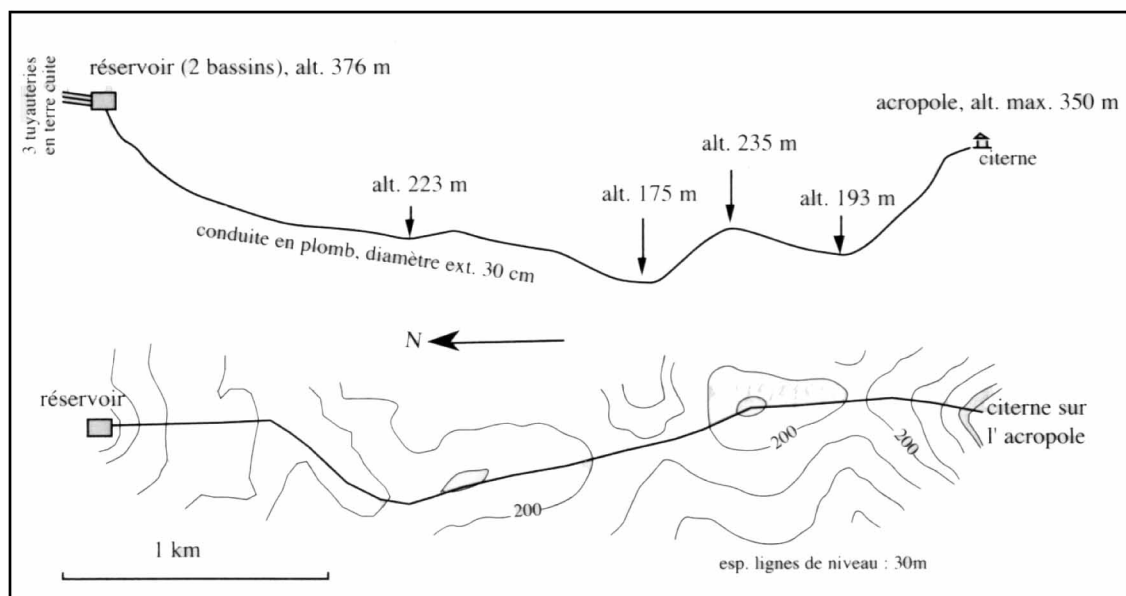 3 tuyauteries
en terre cuite
réservoir (2 bassins), alt. 376 m
acropole, alt. max. 350 m
citerne
alt. 223 m
alt. 175 m
alt. 235 m
alt. 193 m
conduite en plomb, diamètre ext. 30 cm
N
réservoir
citerne sur
l' acropole
200
200
200
1 km
esp. lignes de niveau : 30m